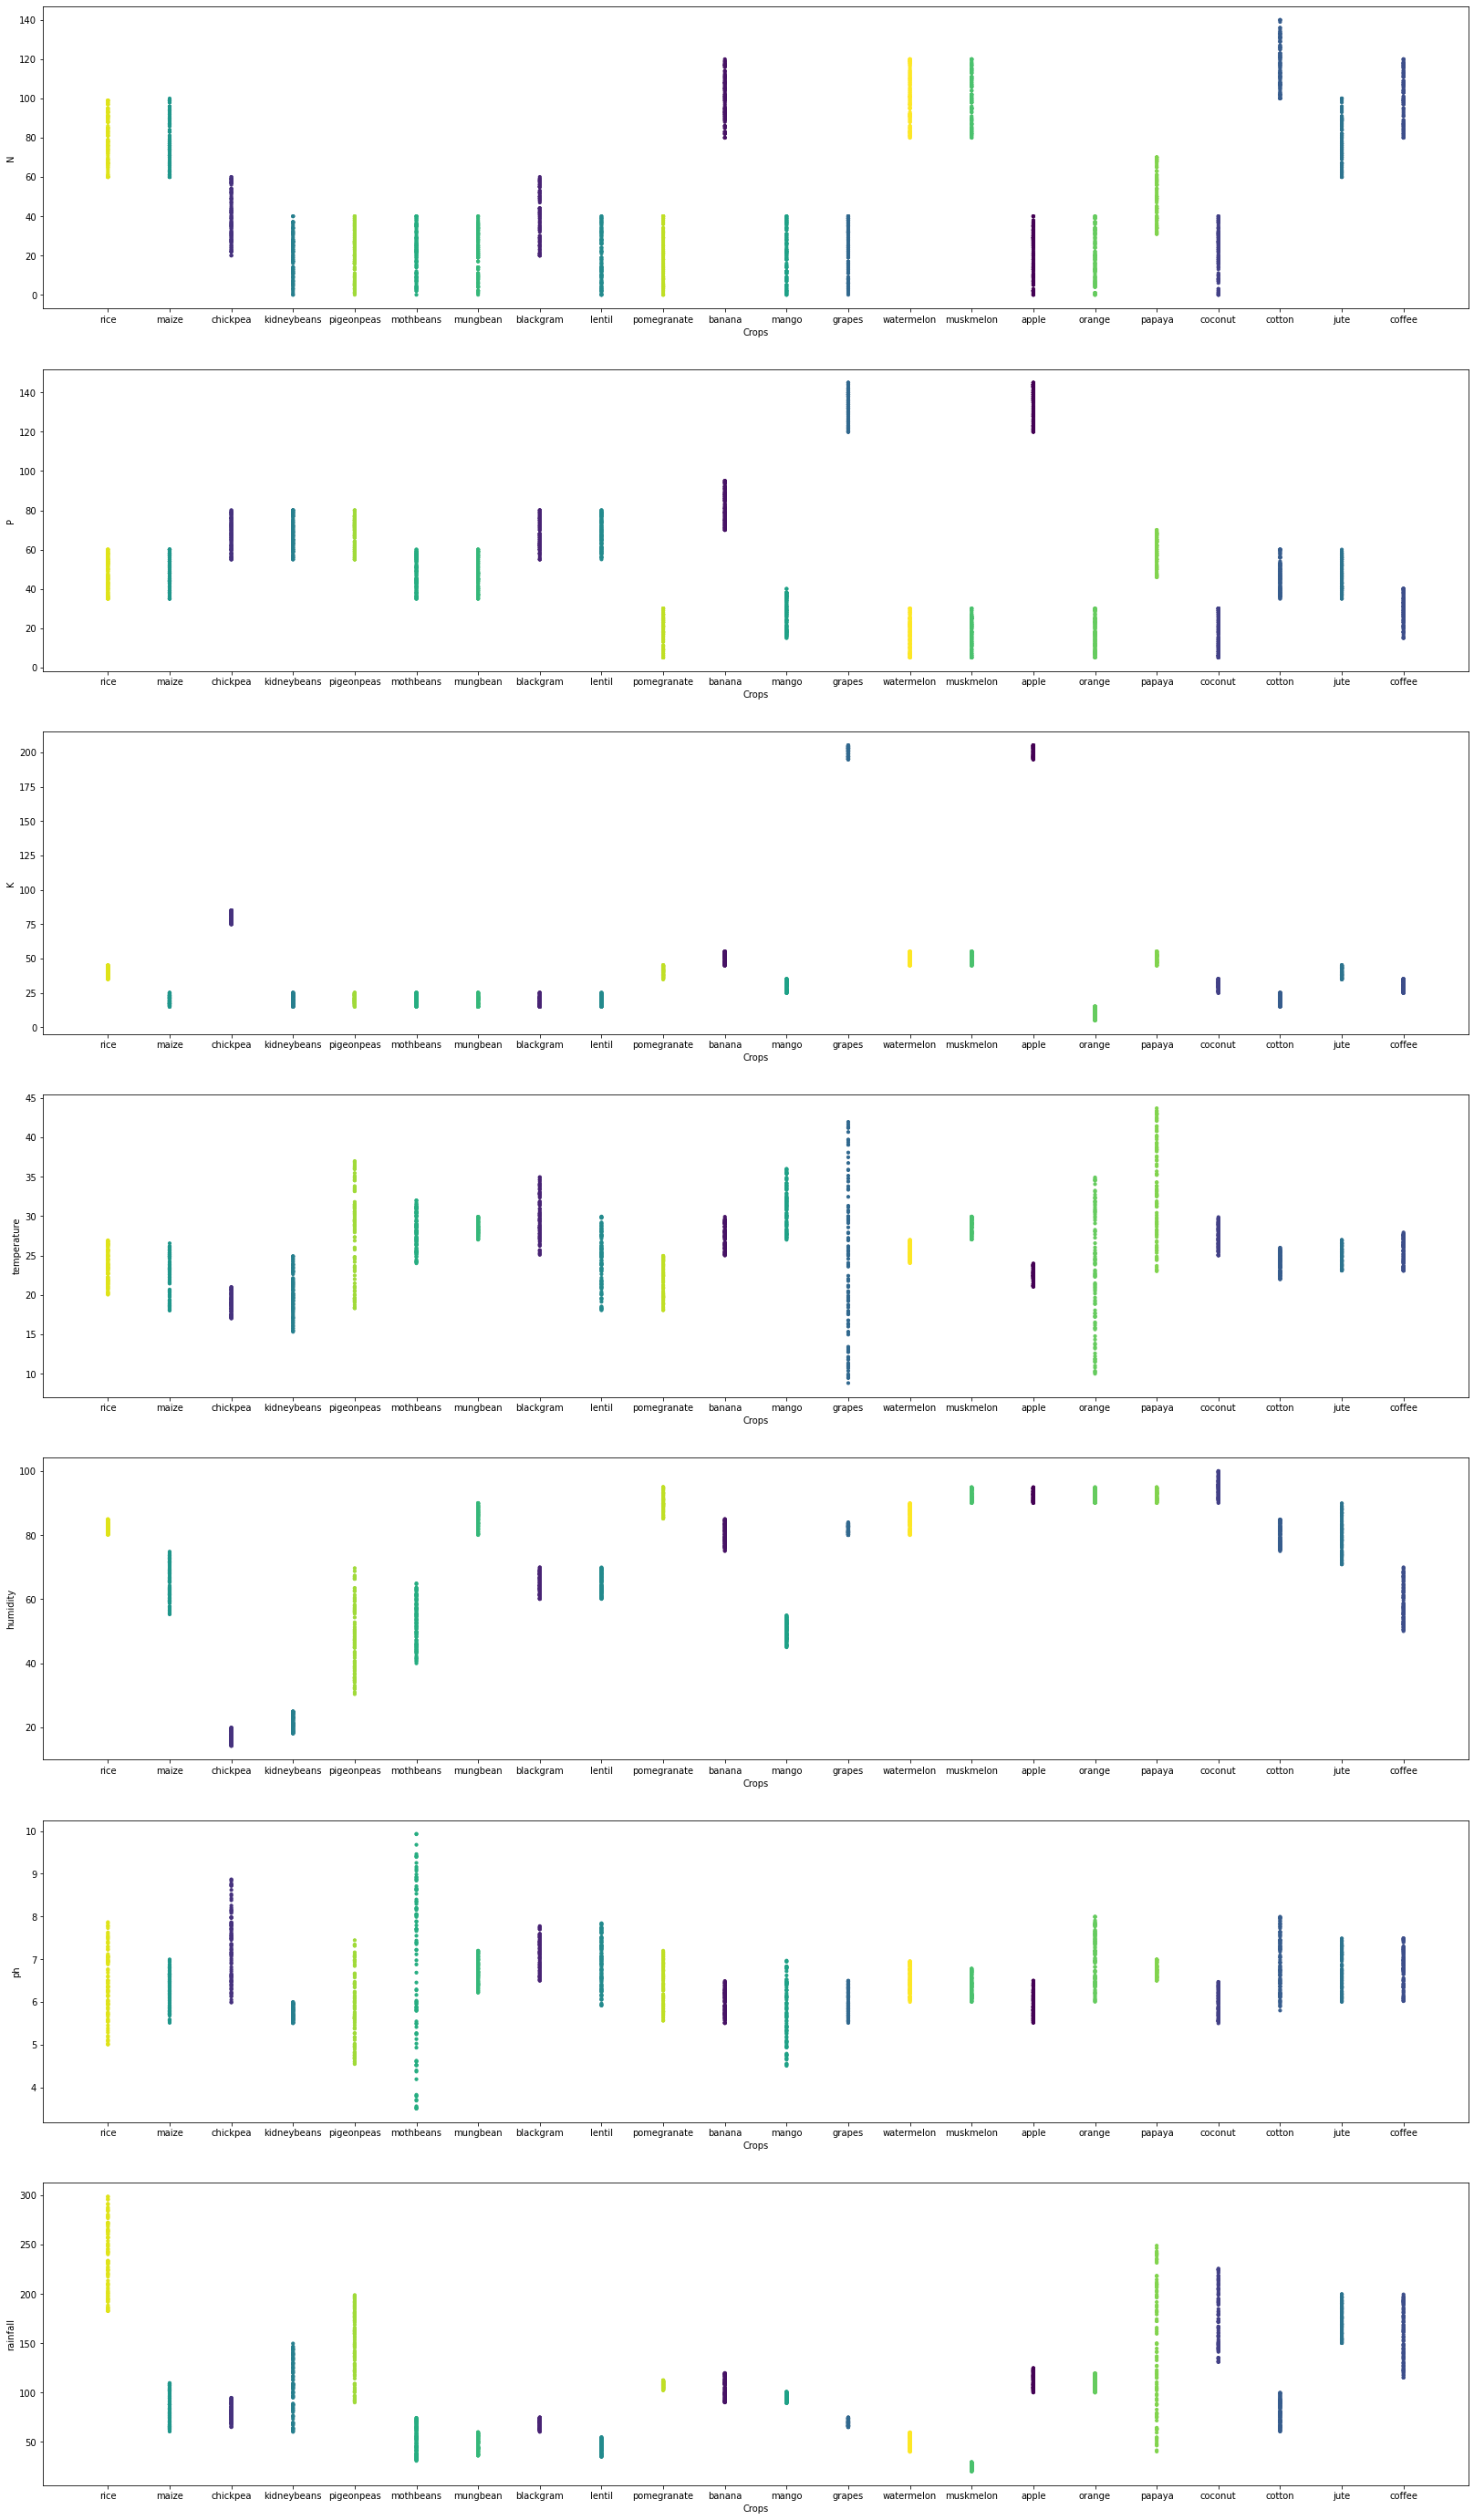 N
140
120
100
80
60
40
20
0
rice maize chickpea kidneybeans pigeonpeas mothbeans mungbean blackgram lentil pomegranate banana mango grapes watermelon muskmelon apple orange papaya coconut cotton jute coffee
Crops
P
140
120
100
80
60
40
20
0
rice maize chickpea kidneybeans pigeonpeas mothbeans mungbean blackgram lentil pomegranate banana mango grapes watermelon muskmelon apple orange papaya coconut cotton jute coffee
Crops
K
200
175
150
125
100
75
50
25
0
rice maize chickpea kidneybeans pigeonpeas mothbeans mungbean blackgram lentil pomegranate banana mango grapes watermelon muskmelon apple orange papaya coconut cotton jute coffee
Crops
temperature
45
40
35
30
25
20
15
10
rice maize chickpea kidneybeans pigeonpeas mothbeans mungbean blackgram lentil pomegranate banana mango grapes watermelon muskmelon apple orange papaya coconut cotton jute coffee
Crops
humidity
100
80
60
40
20
rice maize chickpea kidneybeans pigeonpeas mothbeans mungbean blackgram lentil pomegranate banana mango grapes watermelon muskmelon apple orange papaya coconut cotton jute coffee
Crops
ph
10
9
8
7
6
5
4
rice maize chickpea kidneybeans pigeonpeas mothbeans mungbean blackgram lentil pomegranate banana mango grapes watermelon muskmelon apple orange papaya coconut cotton jute coffee
Crops
rainfall
300
250
200
150
100
50
rice maize chickpea kidneybeans pigeonpeas mothbeans mungbean blackgram lentil pomegranate banana mango grapes watermelon muskmelon apple orange papaya coconut cotton jute coffee
Crops